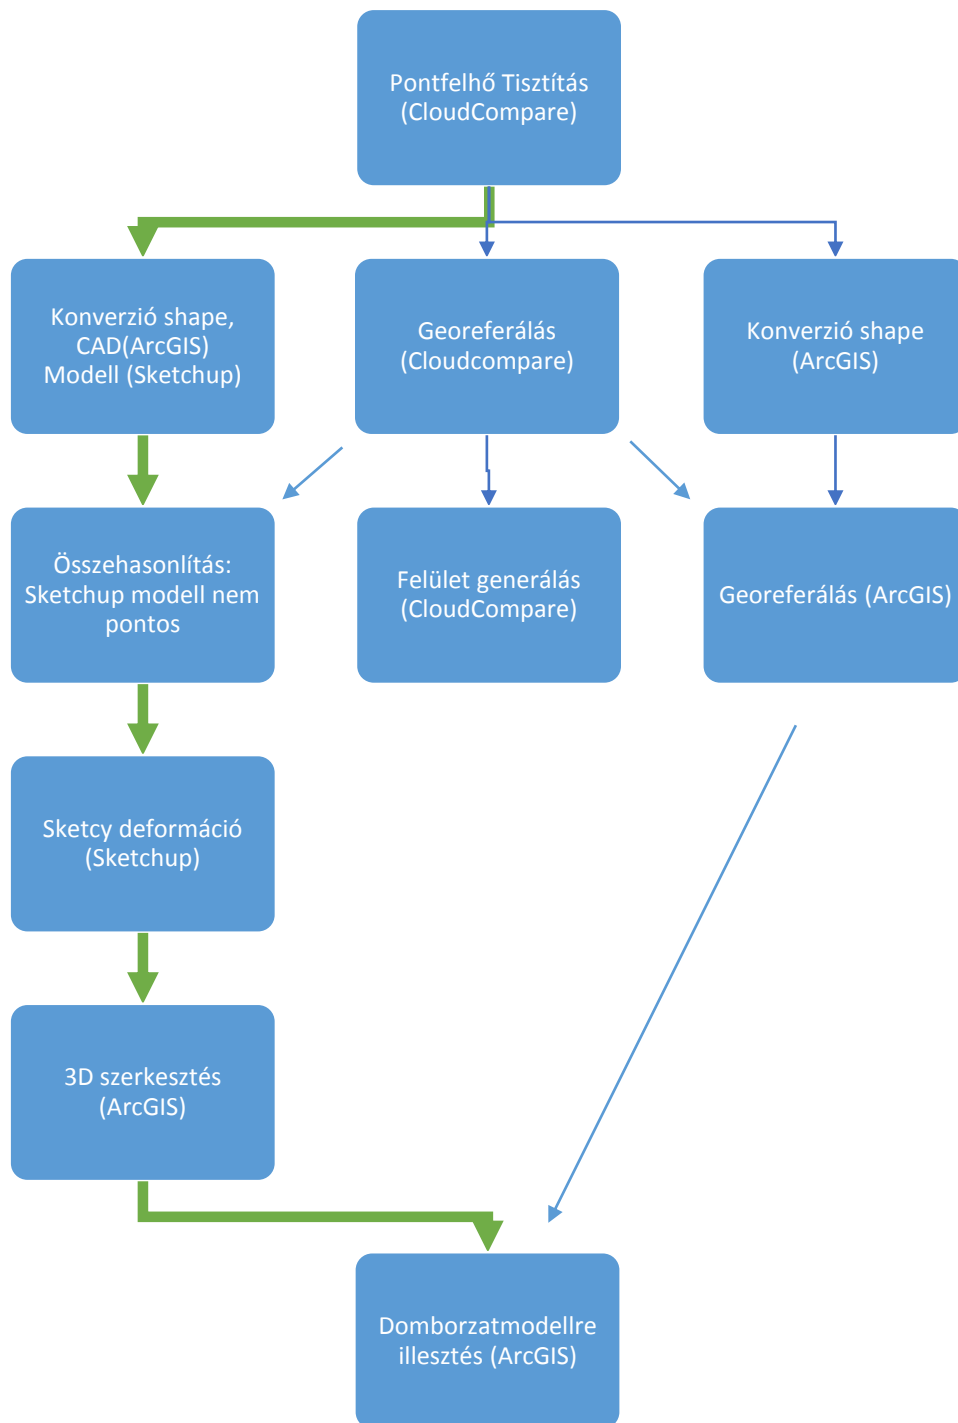 Pontfelhő Tisztítás
(CloudCompare)
Konverzió shape,
CAD(ArcGIS)
Modell (Sketchup)
Georeferálás
(Cloudcompare)
Konverzió shape
(ArcGIS)
Összehasonlítás:
Sketchup modell nem
pontos
Felület generálás
(CloudCompare)
Georeferálás (ArcGIS)
Sketcy deformáció
(Sketchup)
3D szerkesztés
(ArcGIS)
Domborzatmodellre
illesztés (ArcGIS)